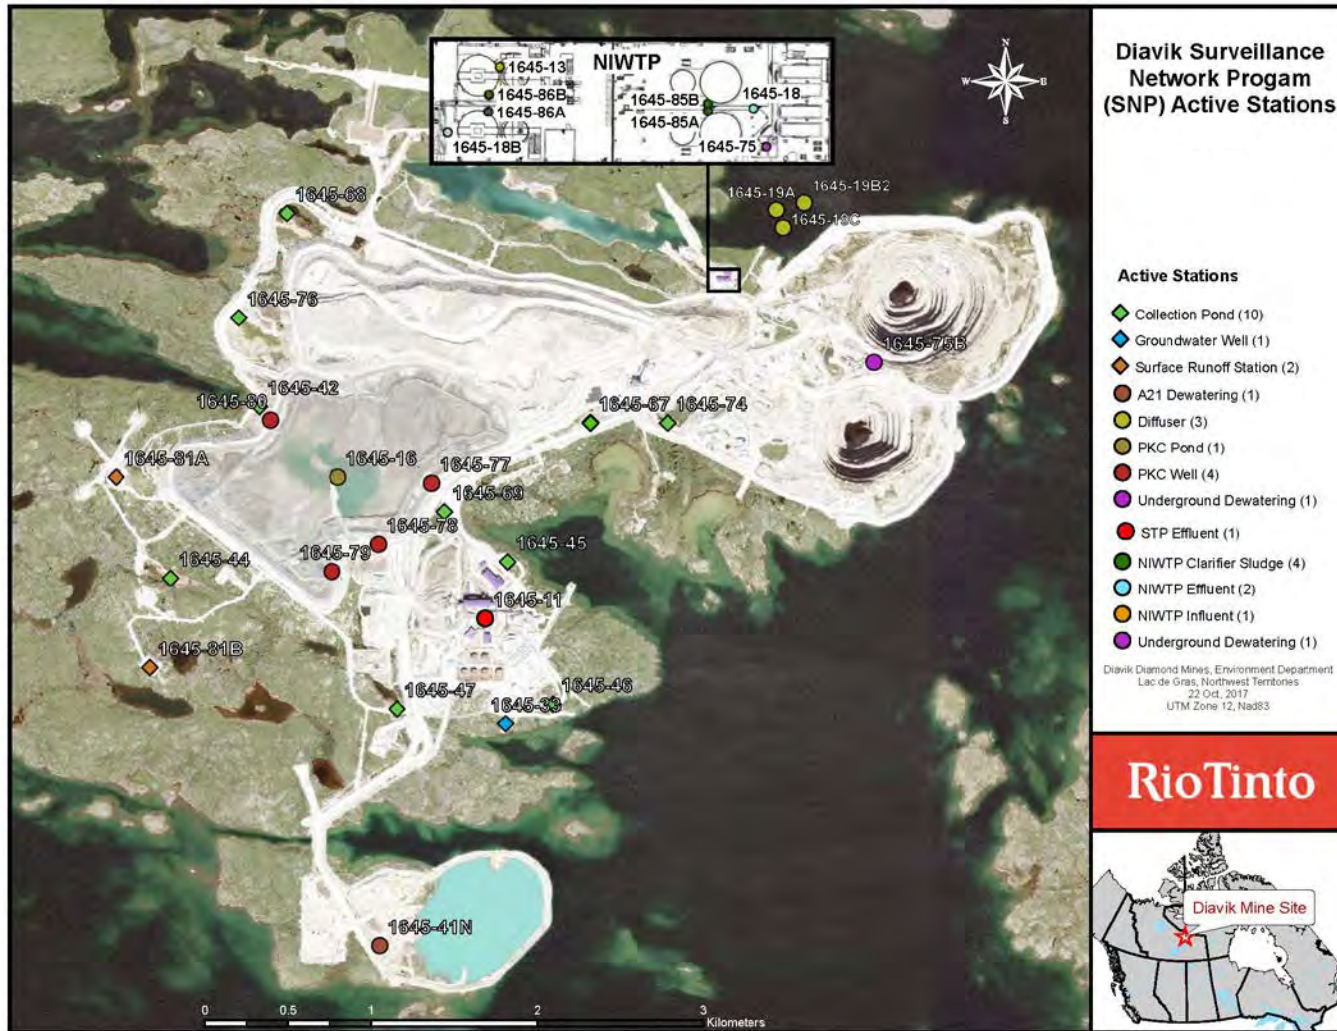 NIWTP
1645-13
1645-86B
1645-86A
1645-18B
1645-85B
1645-85A
1645-18
1645-75
N
W E
S
1645-19A
1645-19B2
1645-19C
1645-68
1645-76
1645-42
1645-80
1645-81A
1645-16
1645-77
1645-67
1645-74
1645-75B
1645-69
1645-78
1645-79
1645-45
1645-44
1645-11
1645-81B
1645-47
1645-46
1645-33
1645-41N
0 0.5 1 2 3
Kilometers
Diavik Surveillance
Network Progam
(SNP) Active Stations
Active Stations
Collection Pond (10)
Groundwater Well (1)
Surface Runoff Station (2)
A21 Dewatering (1)
Diffuser (3)
PKC Pond (1)
PKC Well (4)
Underground Dewatering (1)
STP Effluent (1)
NIWTP Clarifier Sludge (4)
NIWTP Effluent (2)
NIWTP Influent (1)
Underground Dewatering (1)
Diavik Diamond Mines, Environment Department
Lac de Gras, Northwest Territories
22 Oct, 2017
UTM Zone 12, Nad83
RioTinto
Diavik Mine Site